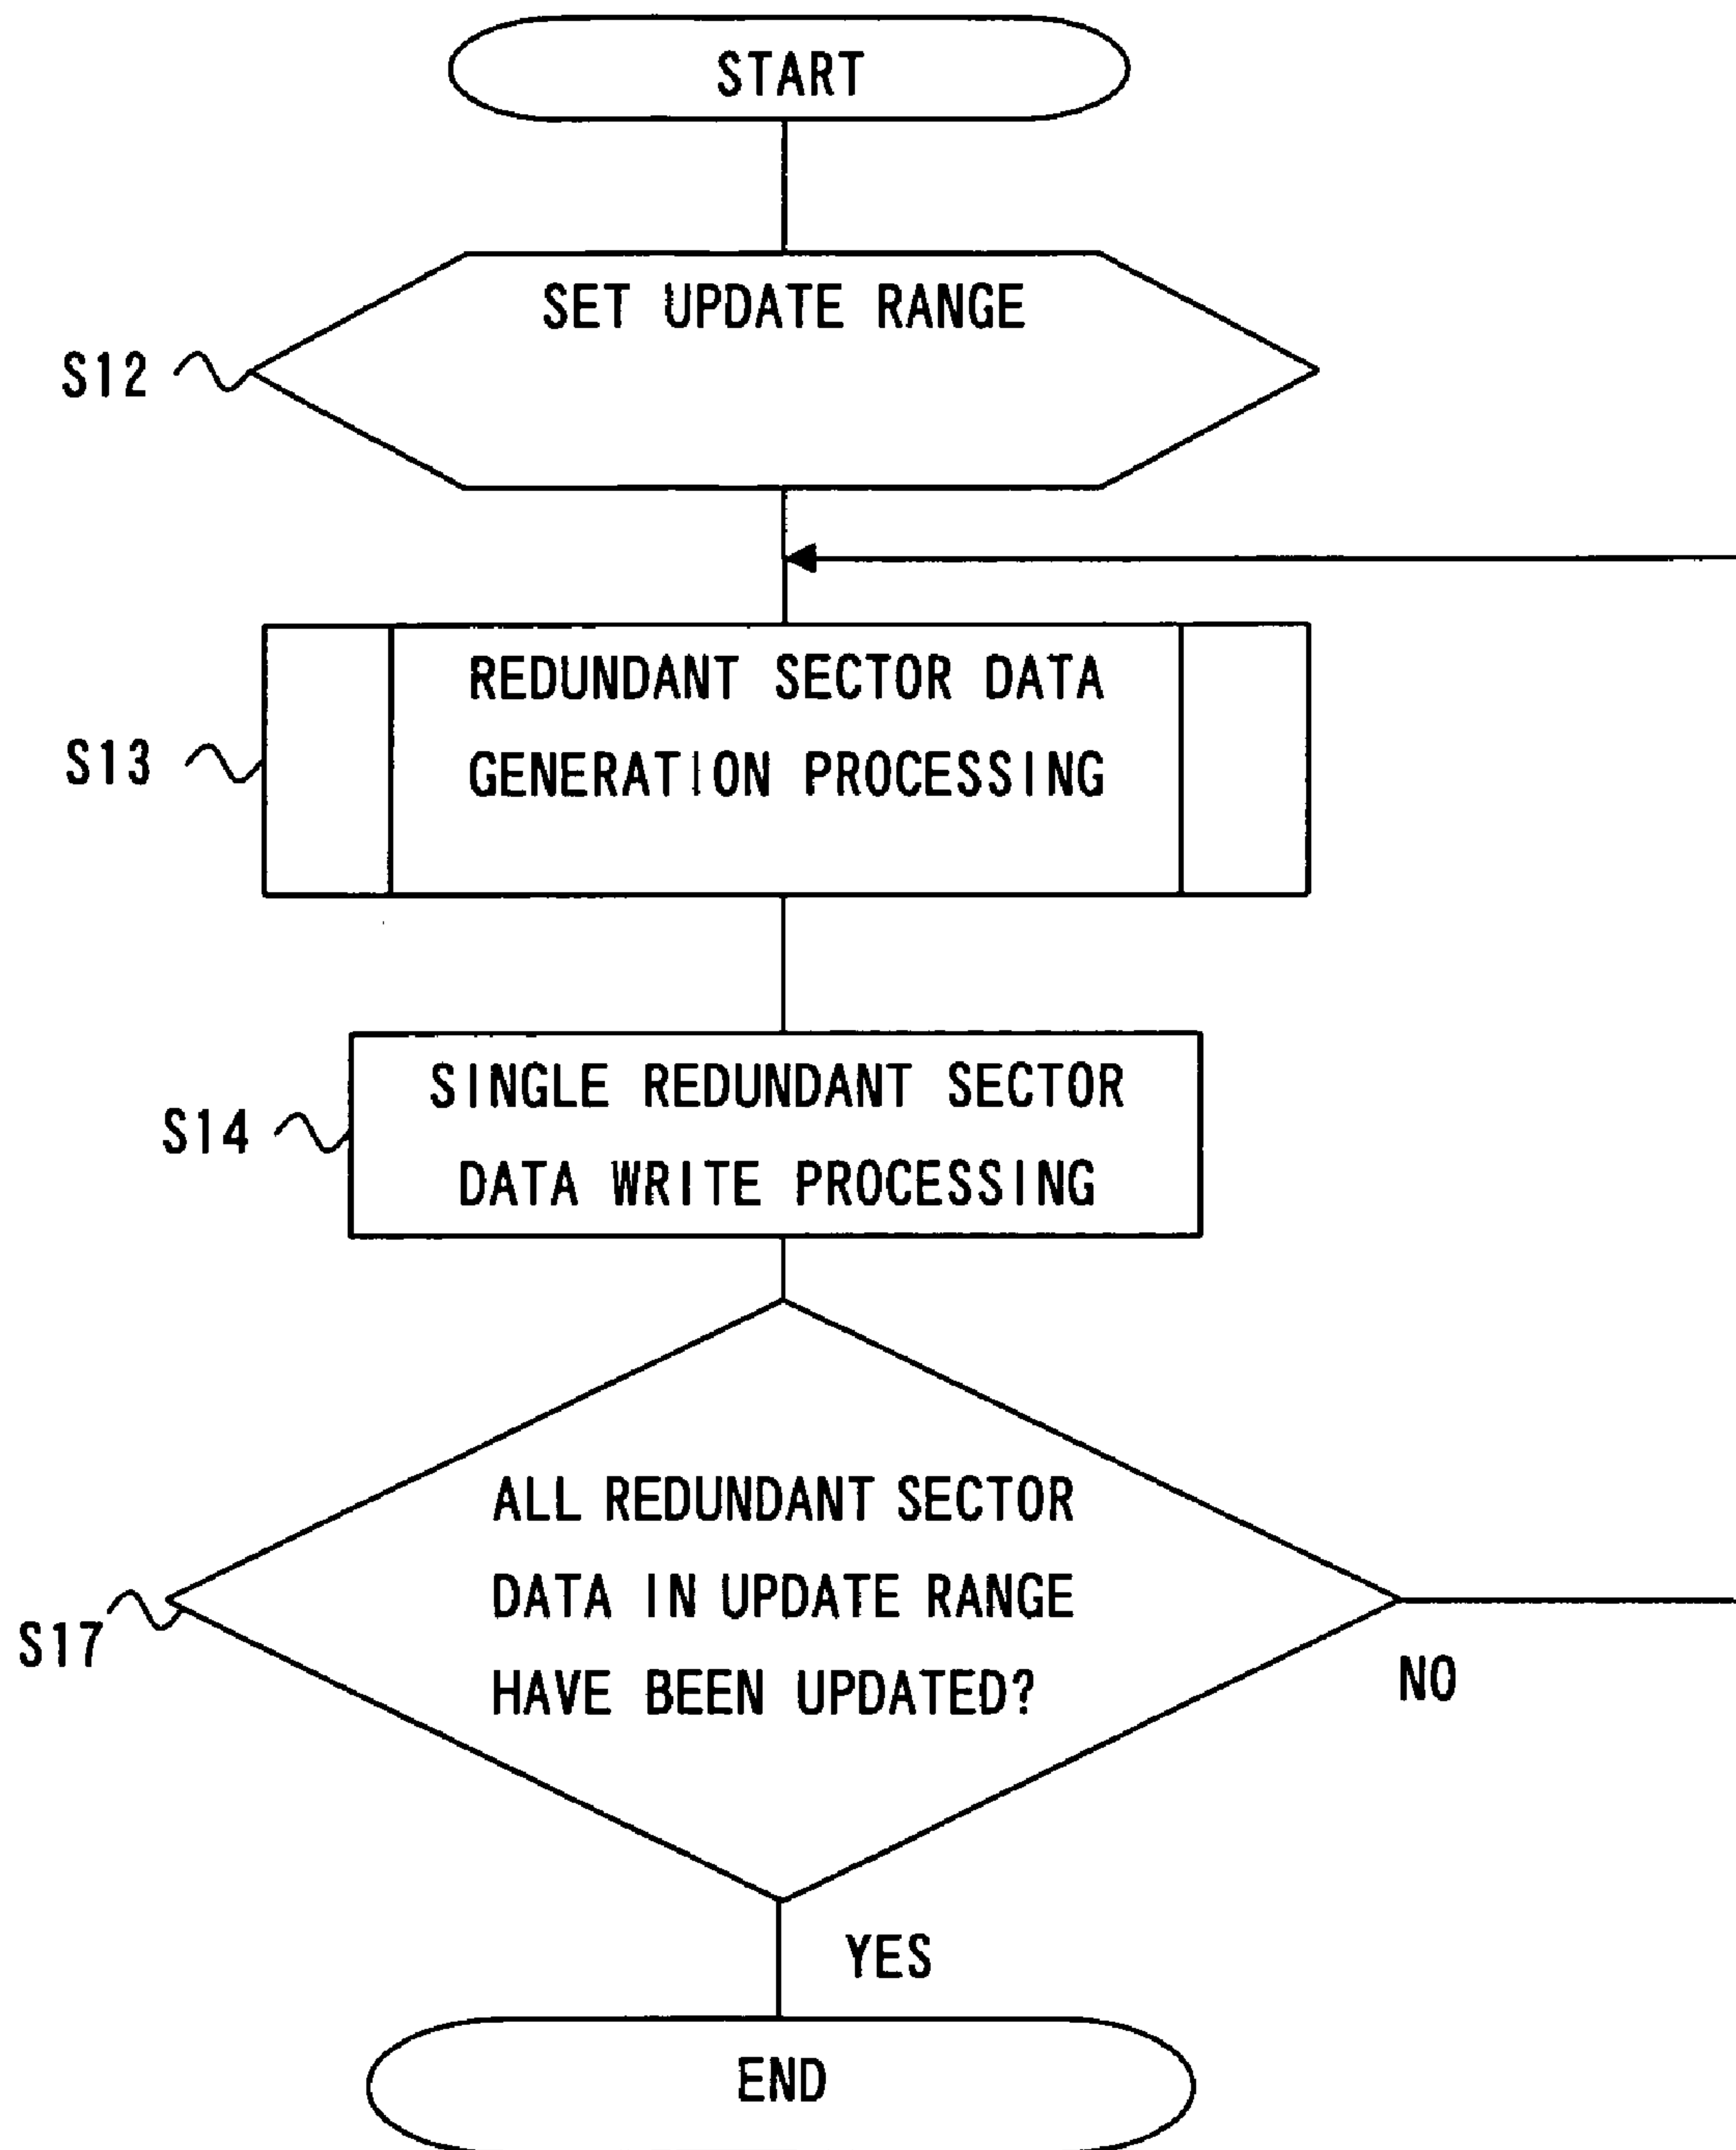 START
SET UPDATE RANGE
S12
REDUNDANT SECTOR DATA
S13
GENERATION PROCESSING
SINGLE REDUNDANT SECTOR
S14
DATA WRITE PROCESSING
ALL REDUNDANT SECTOR
DATA IN UPDATE RANGE
S17
HAVE BEEN UPDATED?
NO
YES
END